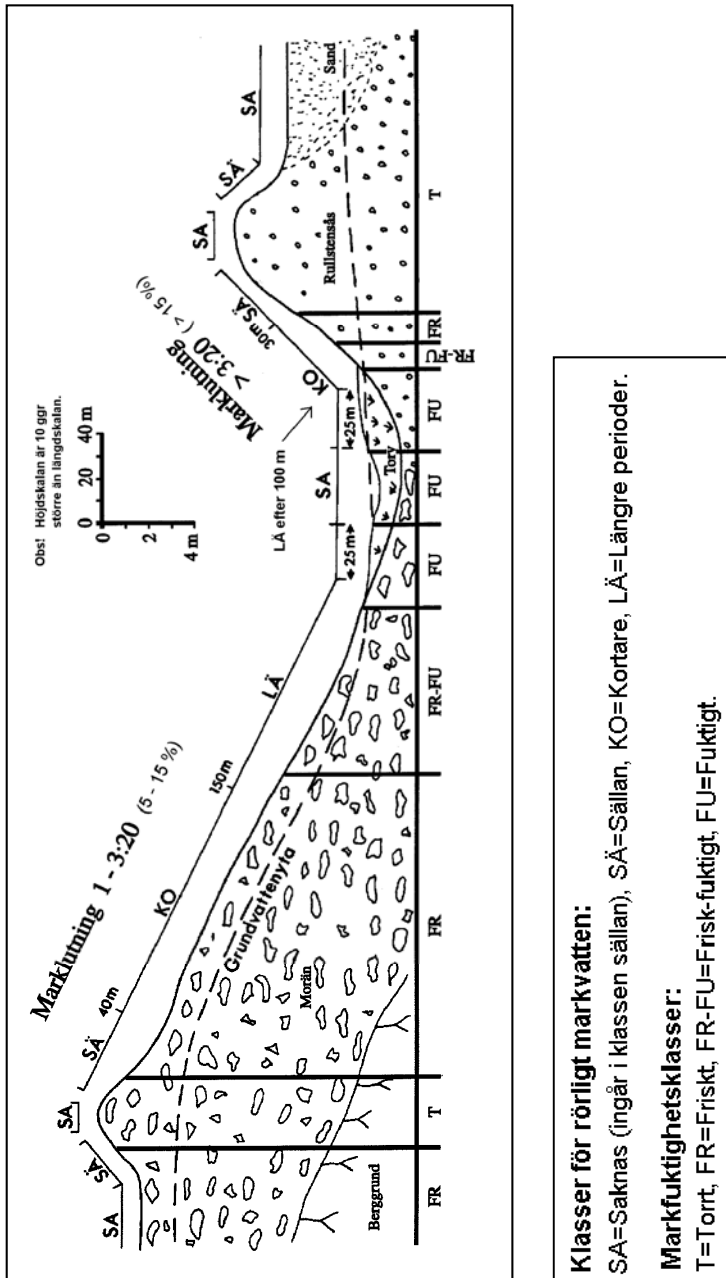 Obs! Höjdskalan är 10 ggr
större än längdskalan.
0 20 40 m
0
2
4 m
Marklutning 1 - 3:20 (5 - 15 %)
Marklutning
> 3:20 (> 15 %)
SA
SÄ
SA
SÄ
40m
KO
150m
LÄ
25m
SA
25m
LÄ efter 100 m
KO
30m
SÄ
SA
SÄ
SA
Grundvattenyta
Morän
Berggrund
Torv
Rullstensås
Sand
FR
T
FR
FR-FU
FU
FU
FU
FR-FU
FR
T
Klasser för rörligt markvatten:
SA=Saknas (ingår i klassen sällan), SÄ=Sällan, KO=Kortare, LÄ=Längre perioder.
Markfuktighetsklasser:
T=Torrt, FR=Friskt, FR-FU=Frisk-fuktigt, FU=Fuktigt.